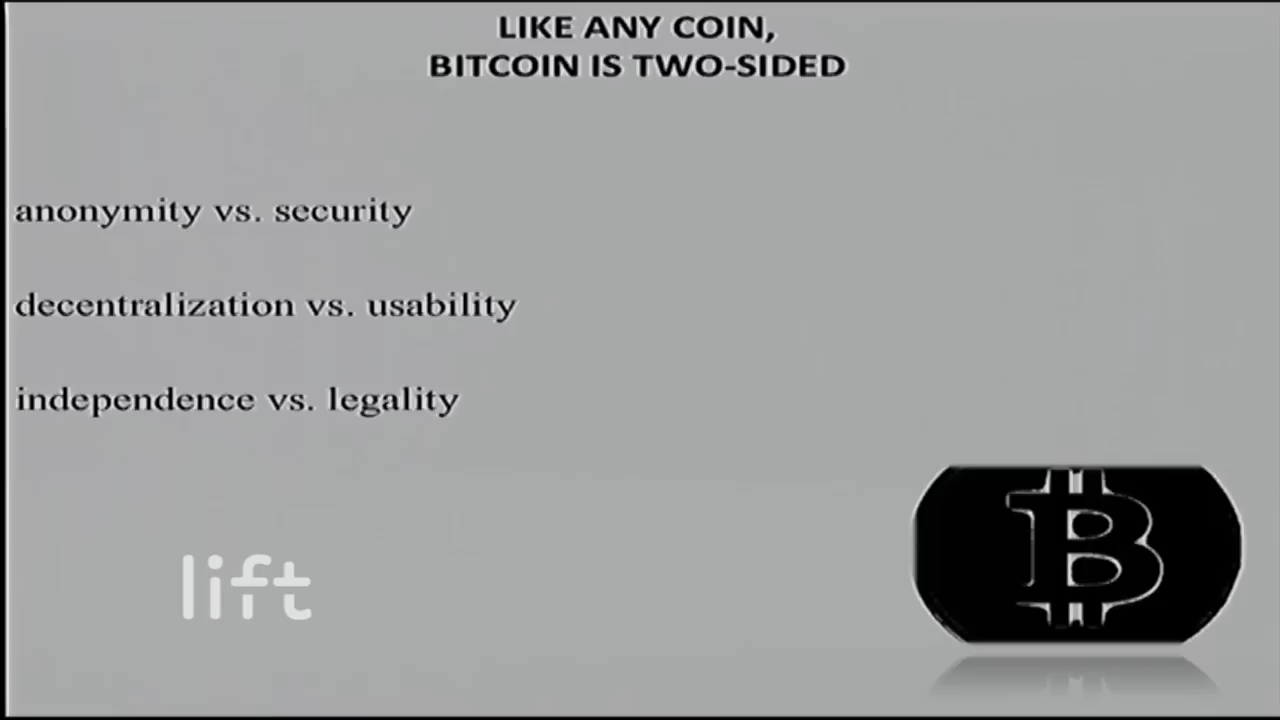 LIKE ANY COIN,
BITCOIN IS TWO-SIDED
anonymity vs. security
decentralization vs. usability
independence vs. legality
lift